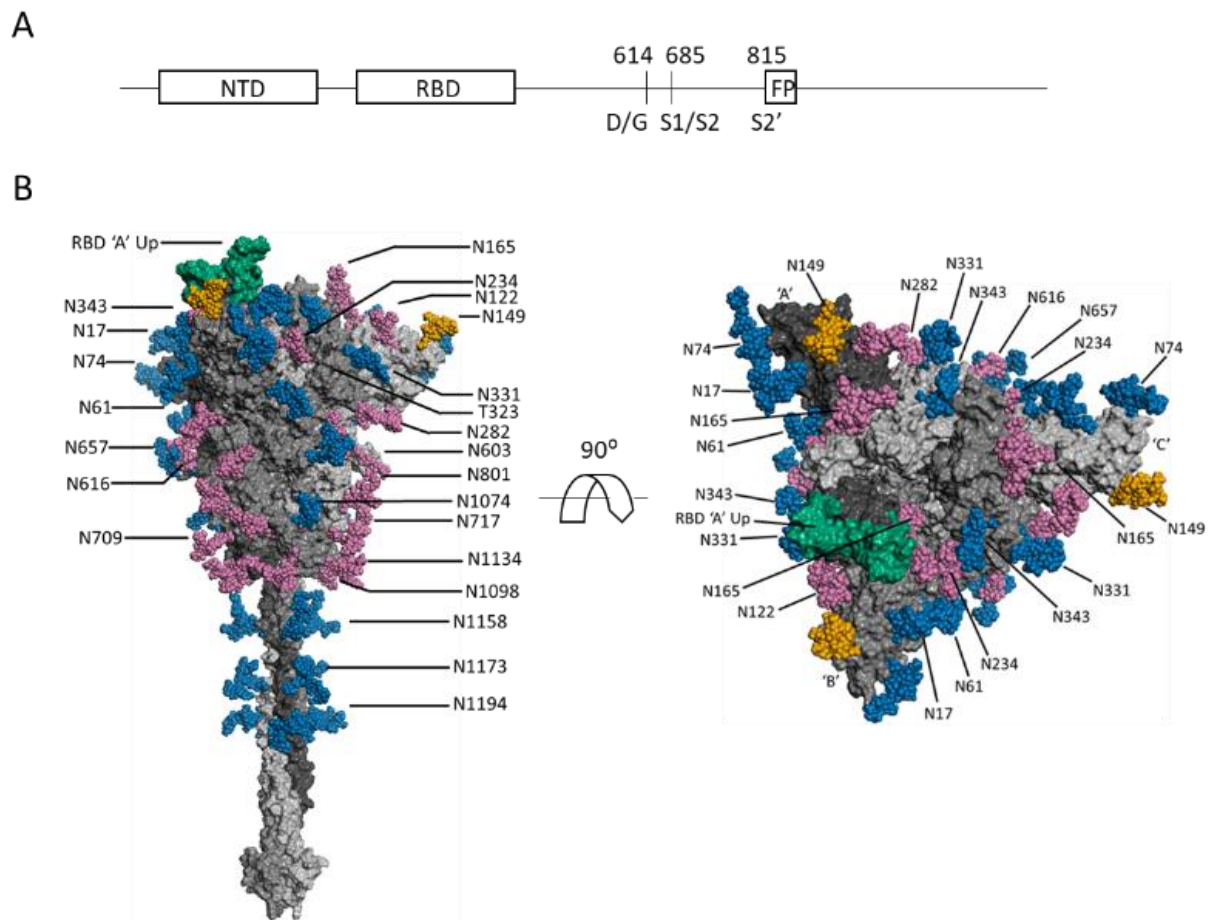 A
614 685 815
NTD RBD FP
D/G S1/S2 S2’
B
RBD ‘A’ Up
N343
N17
N74
N61
N657
N616
N709
N165
N234
N122
N149
N331
T323
N282
N603
N801
N1074
N717
N1134
N1098
N1158
N1173
N1194
90⁰
N149
‘A’
N282
N331
N343
N616
N657
N234
N74
N74
N17
N165
N61
N343
RBD ‘A’ Up
N331
N165
N122
‘B’
N17
N61
N234
N343
N331
N165
N149
‘C’